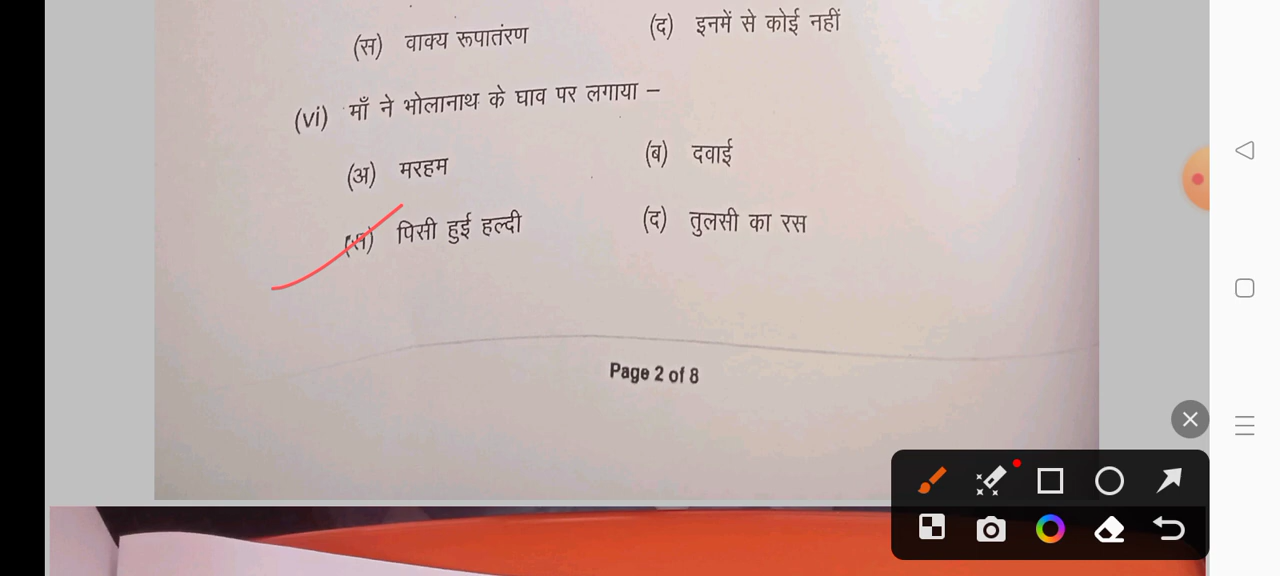 (स) वाक्य रूपातंरण (द) इनमें से कोई नहीं
(vi) माँ ने भोलानाथ के घाव पर लगाया –
(अ) मरहम (ब) दवाई
(स) पिसी हुई हल्दी (द) तुलसी का रस
Page 2 of 8